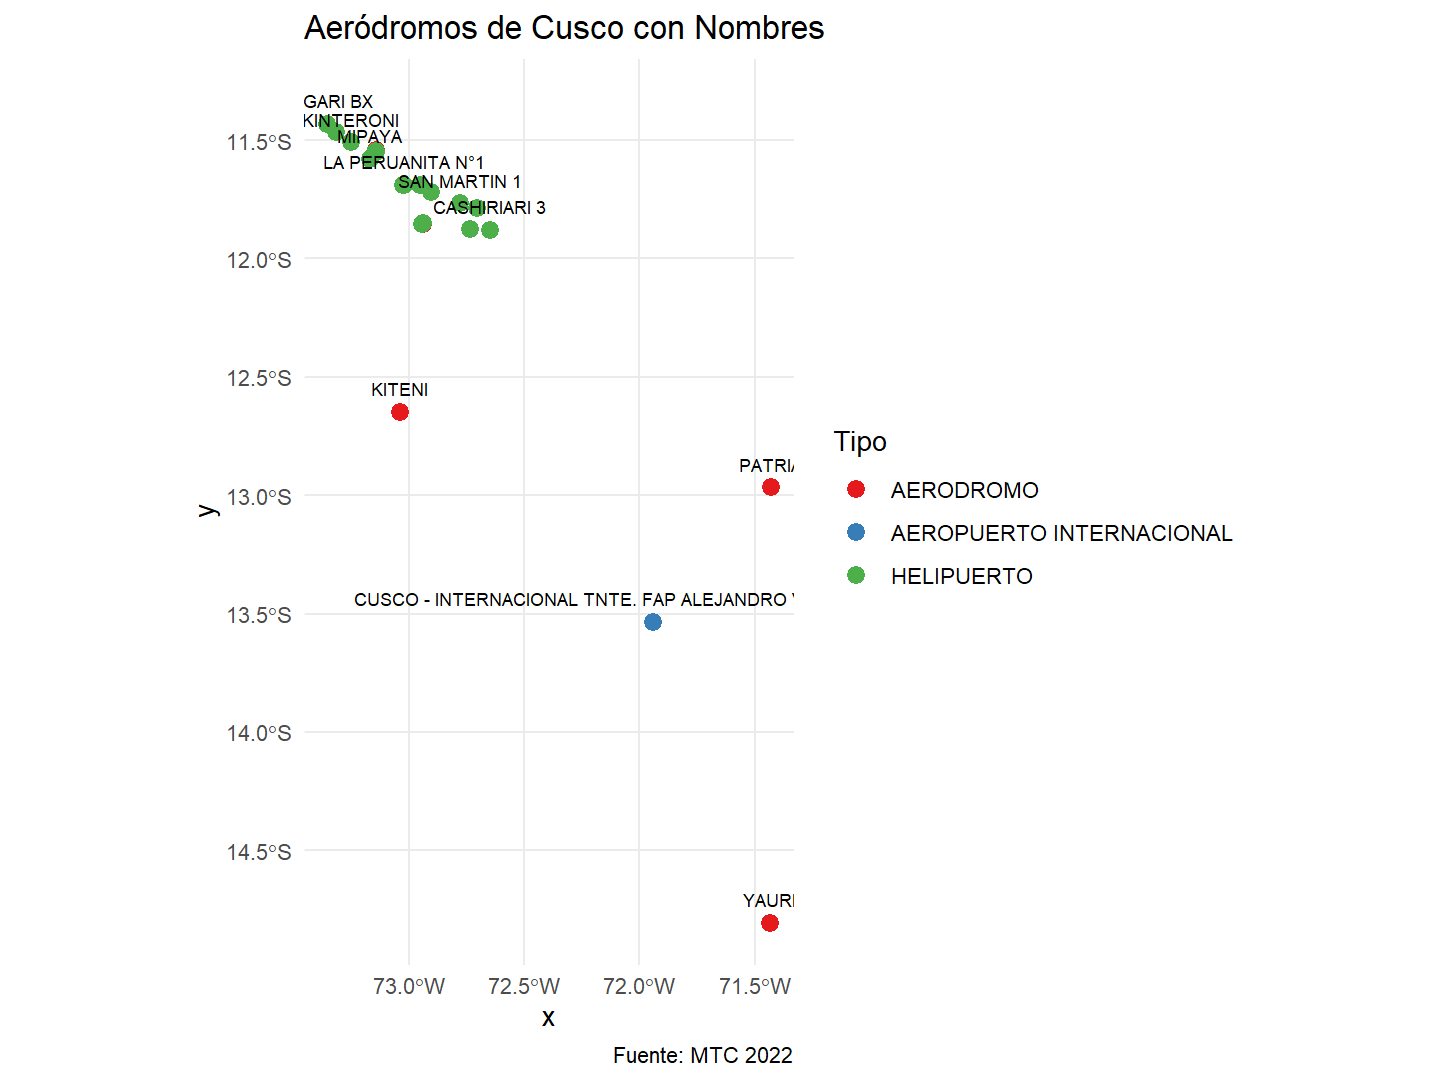 Aeródromos de Cusco con Nombres
GARI BX
KINTERONI
MIPAYA
LA PERUANITA N°1
SAN MARTIN 1
CASHIRIARI 3
KITENI
PATRIA
CUSCO - INTERNACIONAL TNTE. FAP ALEJANDRO V
YAURI
11.5°S
12.0°S
12.5°S
13.0°S
13.5°S
14.0°S
14.5°S
y
73.0°W
72.5°W
72.0°W
71.5°W
x
Tipo
AERODROMO
AEROPUERTO INTERNACIONAL
HELIPUERTO
Fuente: MTC 2022